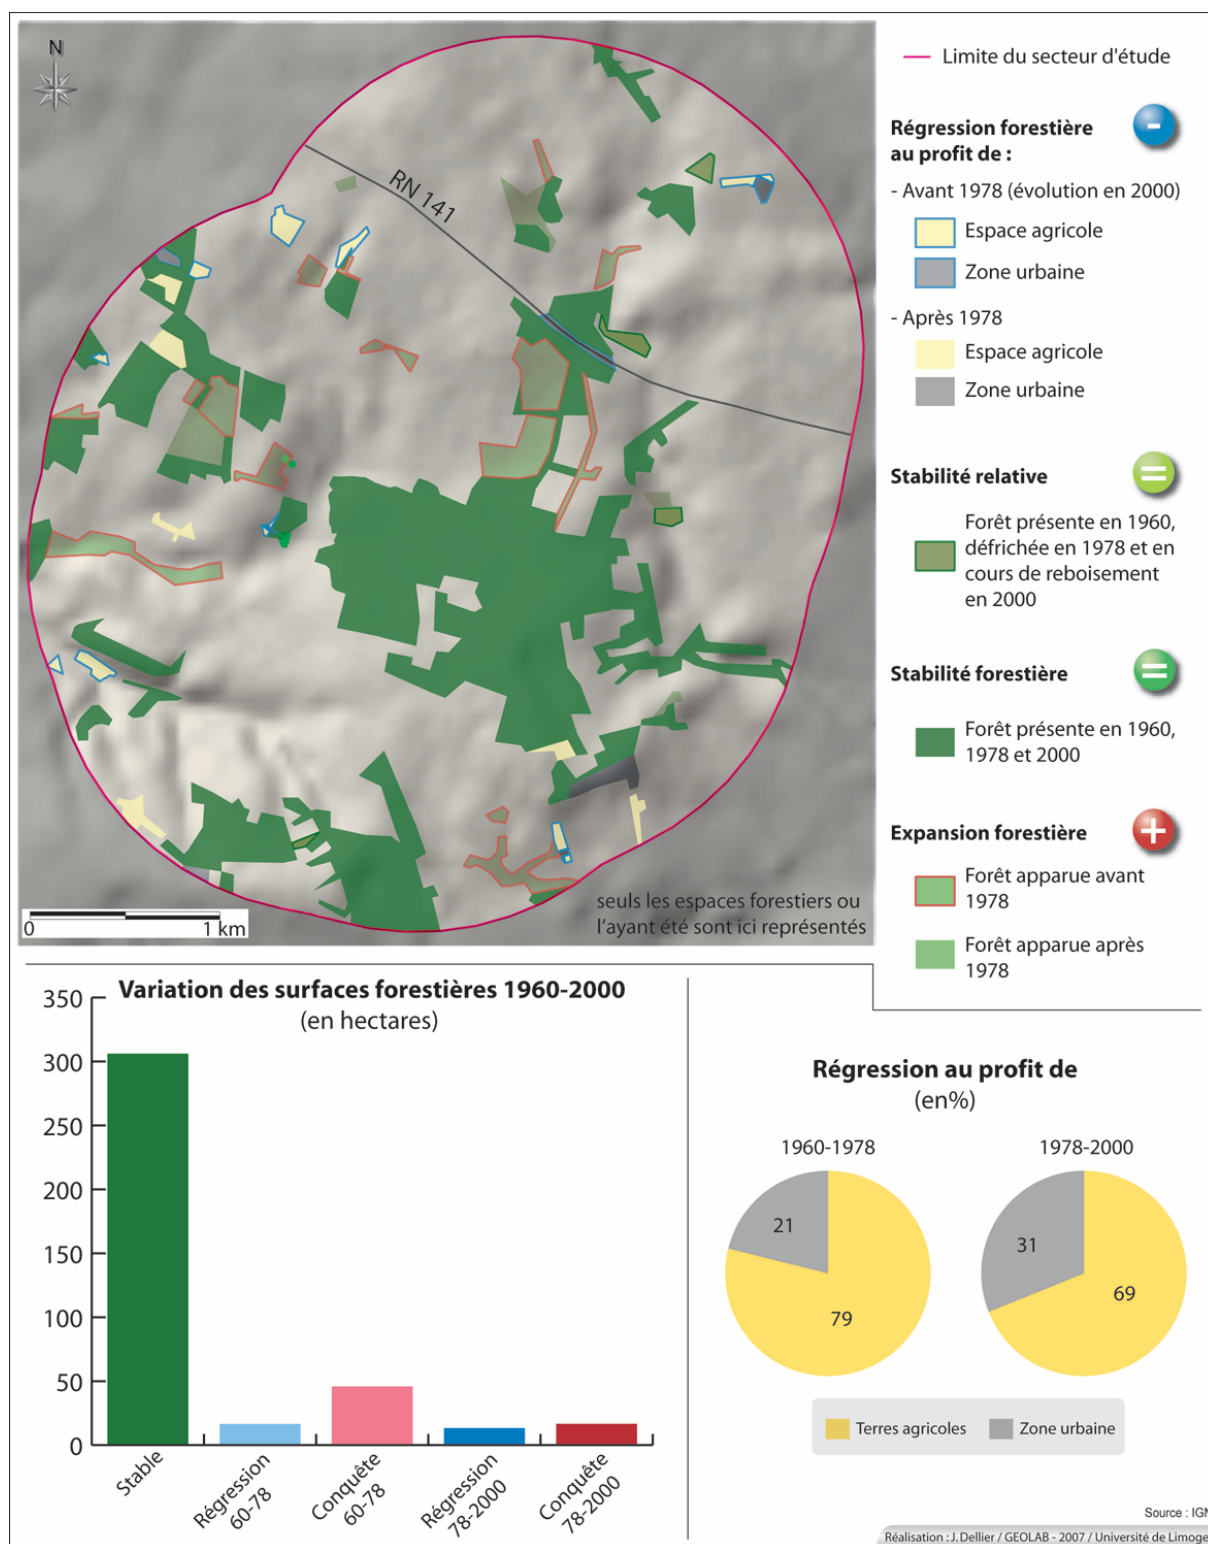 N
RN 141
0
1 km
seuls les espaces forestiers ou
l'ayant été sont ici représentés
Limite du secteur d'étude
Régression forestière
au profit de :
-
- Avant 1978 (évolution en 2000)
Espace agricole
Zone urbaine
- Après 1978
Espace agricole
Zone urbaine
Stabilité relative
=
Forêt présente en 1960,
défrichée en 1978 et en
cours de reboisement
en 2000
Stabilité forestière
=
Forêt présente en 1960,
1978 et 2000
Expansion forestière
+
Forêt apparue avant
1978
Forêt apparue après
1978
Variation des surfaces forestières 1960-2000
(en hectares)
350
300
250
200
150
100
50
0
Stable
Régression
60-78
Conquête
60-78
Régression
78-2000
Conquête
78-2000
Régression au profit de
(en%)
1960-1978
21
79
1978-2000
31
69
Terres agricoles
Zone urbaine
Source : IGN
Réalisation : J. Dellier / GEOLAB - 2007 / Université de Limoge